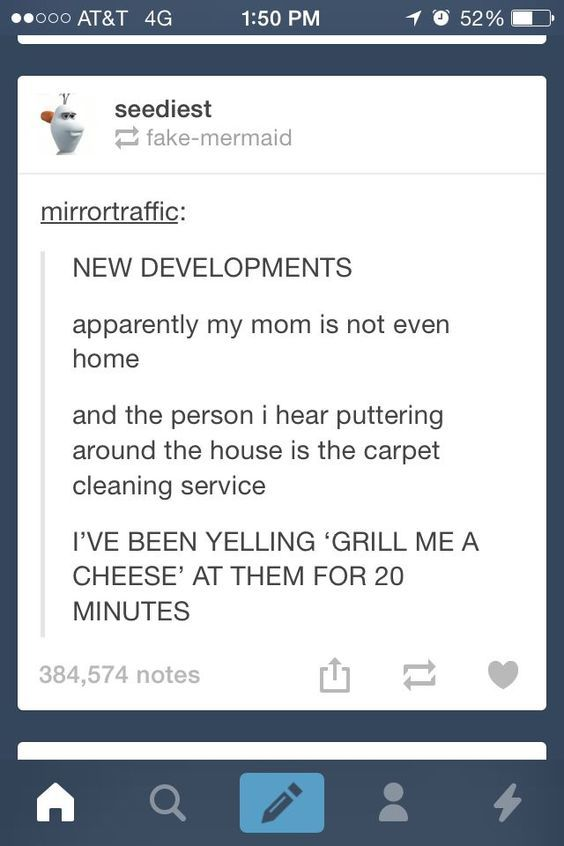 AT&T 4G 1:50 PM 52%
seediest
fake-mermaid
mirrortraffic:
NEW DEVELOPMENTS
apparently my mom is not even
home
and the person i hear puttering
around the house is the carpet
cleaning service
I'VE BEEN YELLING ‘GRILL ME A
CHEESE’ AT THEM FOR 20
MINUTES
384,574 notes